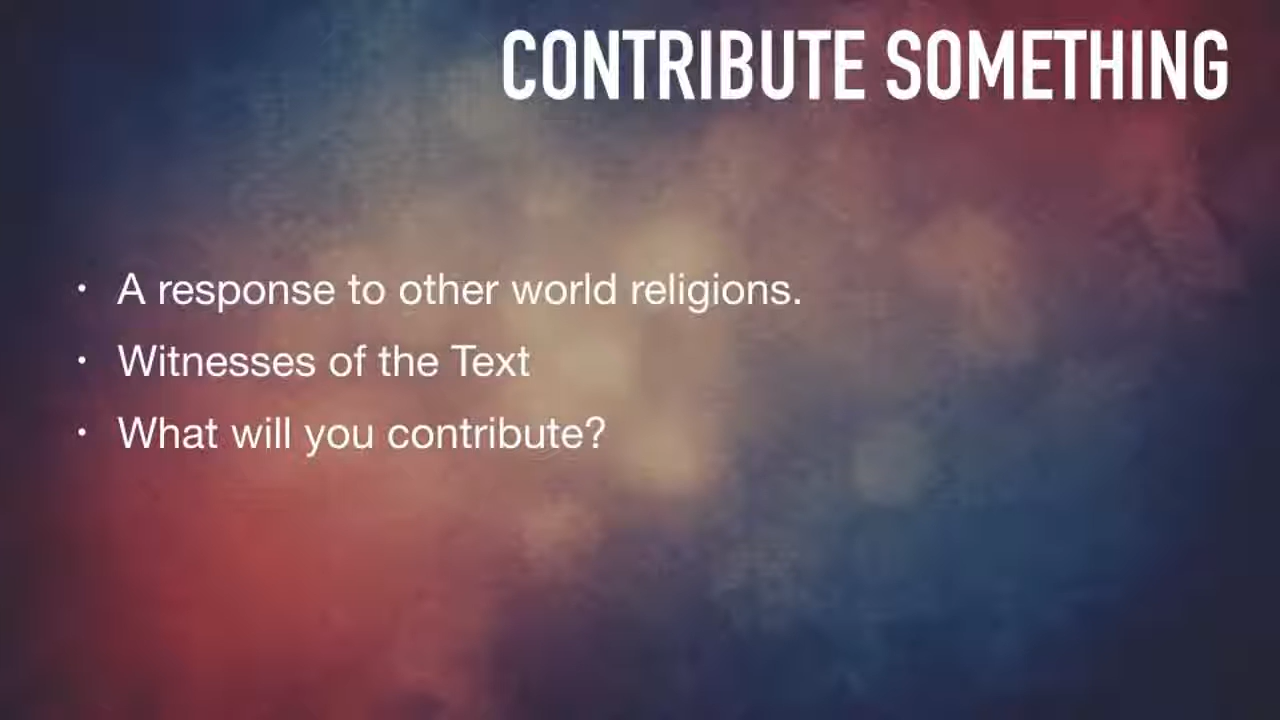 CONTRIBUTE SOMETHING
• A response to other world religions.
• Witnesses of the Text
• What will you contribute?